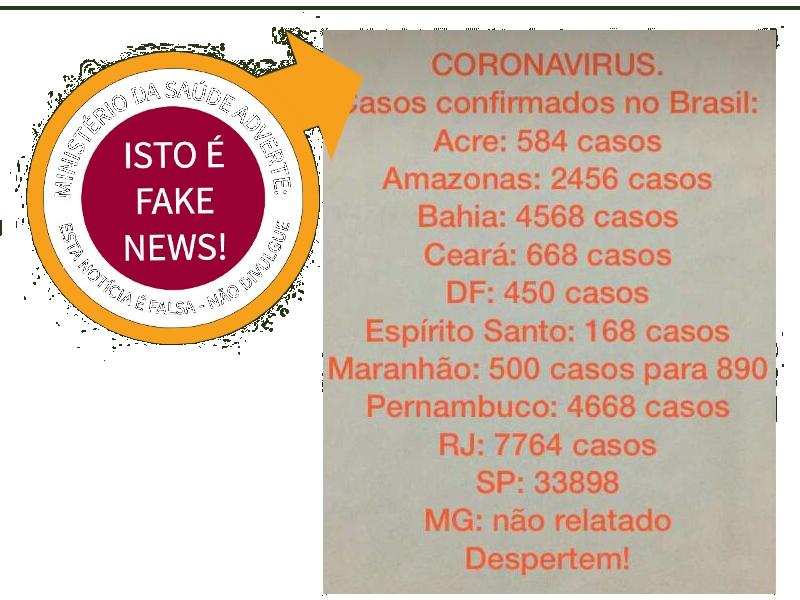 MINISTÉRIO DA SAÚDE ADVERTE:
ISTO É
FAKE
NEWS!
ESTA NOTÍCIA É FALSA - NÃO DIVULGUE
CORONAVIRUS.
casos confirmados no Brasil:
Acre: 584 casos
Amazonas: 2456 casos
Bahia: 4568 casos
Ceará: 668 casos
DF: 450 casos
Espírito Santo: 168 casos
Maranhão: 500 casos para 890
Pernambuco: 4668 casos
RJ: 7764 casos
SP: 33898
MG: não relatado
Despertem!